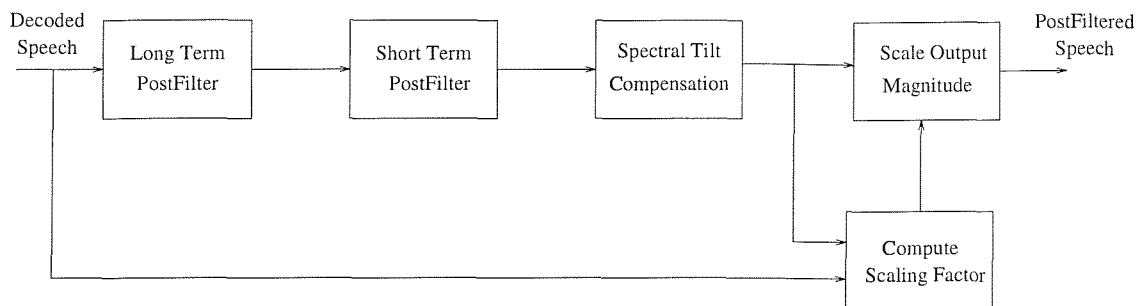 Decoded
Speech
Long Term
PostFilter
Short Term
PostFilter
Spectral Tilt
Compensation
Scale Output
Magnitude
PostFiltered
Speech
Compute
Scaling Factor